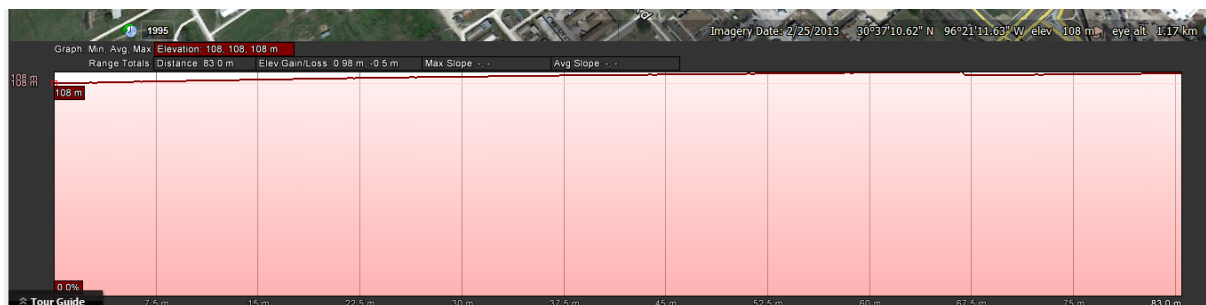 1995
Imagery Date: 2/25/2013 30°37'10.62" N 96°21'11.63" W elev 108 m eye alt 1.17 km
Graph: Min, Avg, Max Elevation: 108, 108, 108 m
Range Totals: Distance: 83.0 m Elev Gain/Loss: 0.98 m, -0.5 m Max Slope: -, - Avg Slope: -, -
108 m
108 m
108 m
0.0%
Tour Guide 7.5 m 15 m 22.5 m 30 m 37.5 m 45 m 52.5 m 60 m 67.5 m 75 m 83.0 m